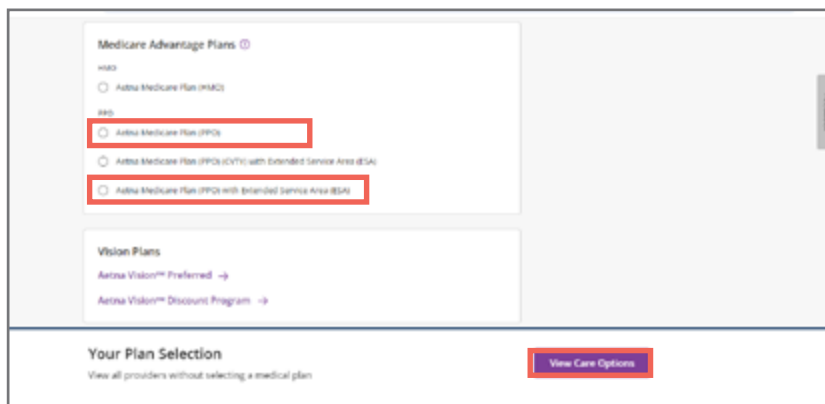 Medicare Advantage Plans
HMO
Aetna Medicare Plan (HMO)
PPO
Aetna Medicare Plan (PPO)
Aetna Medicare Plan (PPO) (CVTY) with Extended Service Area (ESA)
Aetna Medicare Plan (PPO) with Extended Service Area (ESA)
Vision Plans
Aetna Vision℠ Preferred →
Aetna Vision℠ Discount Program →
Your Plan Selection
View all providers without selecting a medical plan
View Care Options